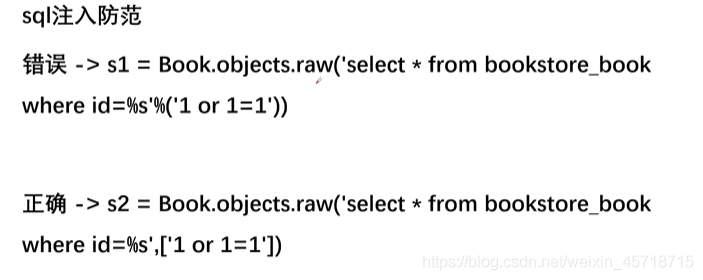 sql注入防范
错误 -> s1 = Book.objects.raw('select * from bookstore_book
where id=%s'%('1 or 1=1'))
正确 -> s2 = Book.objects.raw('select * from bookstore_book
where id=%s',['1 or 1=1'])
https://blog.csdn.net/weixin_45718715